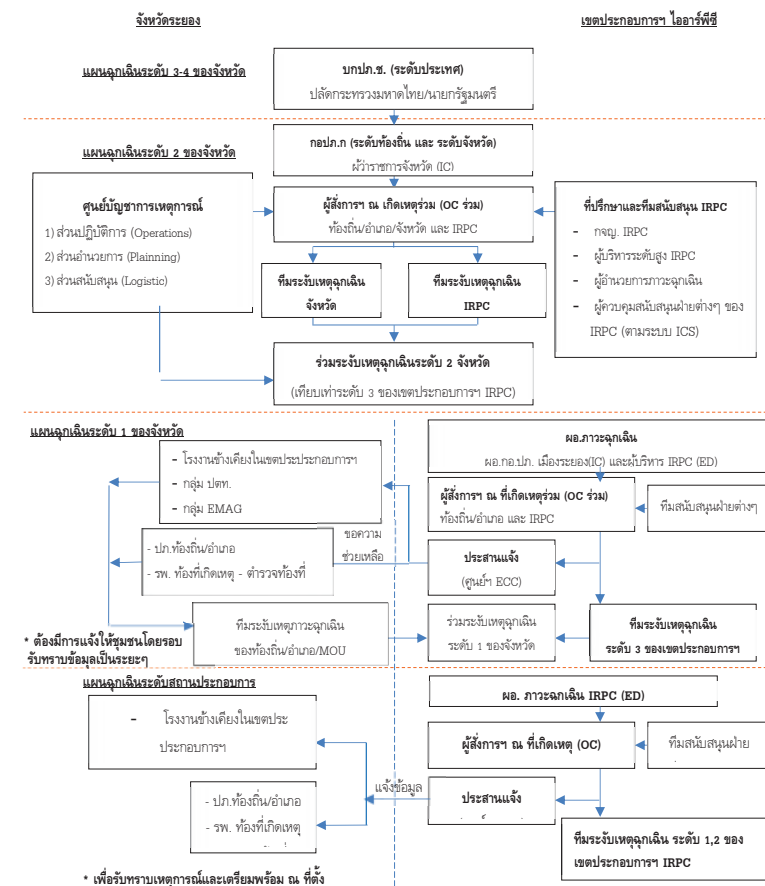 จังหวัดระยอง
เขตประกอบการฯ ไออาร์พีซี
แผนฉุกเฉินระดับ 3-4 ของจังหวัด
บกปภ.ช. (ระดับประเทศ)
ปลัดกระทรวงมหาดไทย/นายกรัฐมนตรี
แผนฉุกเฉินระดับ 2 ของจังหวัด
กอปภ.ก (ระดับท้องถิ่น และ ระดับจังหวัด)
ผู้ว่าราชการจังหวัด (IC)
ศูนย์บัญชาการเหตุการณ์
1) ส่วนปฏิบัติการ (Operations)
2) ส่วนอำนวยการ (Plainning)
3) ส่วนสนับสนุน (Logistic)
ผู้สั่งการฯ ณ เกิดเหตุร่วม (OC ร่วม)
ท้องถิ่น/อำเภอ/จังหวัด และ IRPC
ที่ปรึกษาและทีมสนับสนุน IRPC
- กจญ. IRPC
- ผู้บริหารระดับสูง IRPC
- ผู้อำนวยการภาวะฉุกเฉิน
- ผู้ควบคุมสนับสนุนฝ่ายต่างๆ ของ
IRPC (ตามระบบ ICS)
ทีมระงับเหตุฉุกเฉิน
จังหวัด
ทีมระงับเหตุฉุกเฉิน
IRPC
ร่วมระงับเหตุฉุกเฉินระดับ 2 จังหวัด
(เทียบเท่าระดับ 3 ของเขตประกอบการฯ IRPC)
แผนฉุกเฉินระดับ 1 ของจังหวัด
ผอ.ภาวะฉุกเฉิน
ผอ.กอ.ปภ. เมืองระยอง(IC) และผู้บริหาร IRPC (ED)
- โรงงานข้างเคียงในเขตประประกอบการฯ
- กลุ่ม ปตท.
- กลุ่ม EMAG
ผู้สั่งการฯ ณ ที่เกิดเหตุร่วม (OC ร่วม)
ท้องถิ่น/อำเภอ และ IRPC
ทีมสนับสนุนฝ่ายต่างๆ
ขอความ
ช่วยเหลือ
- ปภ.ท้องถิ่น/อำเภอ
- รพ. ท้องที่เกิดเหตุ - ตำรวจท้องที่
ประสานแจ้ง
(ศูนย์ฯ ECC)
ทีมระงับเหตุภาวะฉุกเฉิน
ของท้องถิ่น/อำเภอ/MOU
ร่วมระงับเหตุฉุกเฉิน
ระดับ 1 ของจังหวัด
ทีมระงับเหตุฉุกเฉิน
ระดับ 3 ของเขตประกอบการฯ
* ต้องมีการแจ้งให้ชุมชนโดยรอบ
รับทราบข้อมูลเป็นระยะๆ
แผนฉุกเฉินระดับสถานประกอบการ
ผอ. ภาวะฉุกเฉิน IRPC (ED)
- โรงงานข้างเคียงในเขตประ
ประกอบการฯ
ผู้สั่งการฯ ณ ที่เกิดเหตุ (OC)
ทีมสนับสนุนฝ่าย
แจ้งข้อมูล
- ปภ.ท้องถิ่น/อำเภอ
- รพ. ท้องที่เกิดเหตุ
ประสานแจ้ง
ทีมระงับเหตุฉุกเฉิน ระดับ 1,2 ของ
เขตประกอบการฯ IRPC
* เพื่อรับทราบเหตุการณ์และเตรียมพร้อม ณ ที่ตั้ง